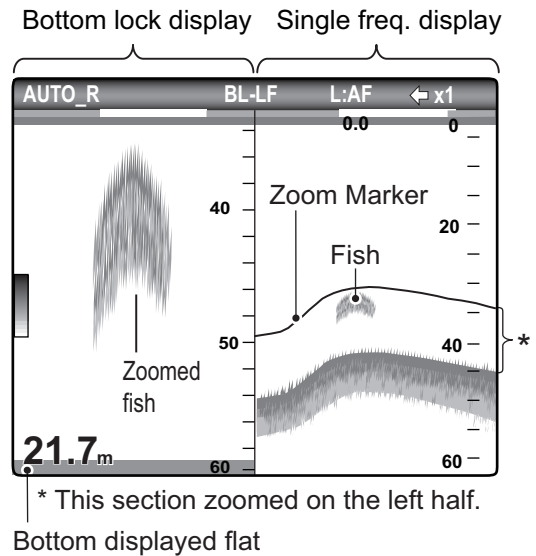 Bottom lock display Single freq. display
AUTO_R BL-LF L:AF x1
0.0 0
40
Zoom Marker
20
Fish
50
40
*
Zoomed
fish
21.7m
60
60
* This section zoomed on the left half.
Bottom displayed flat